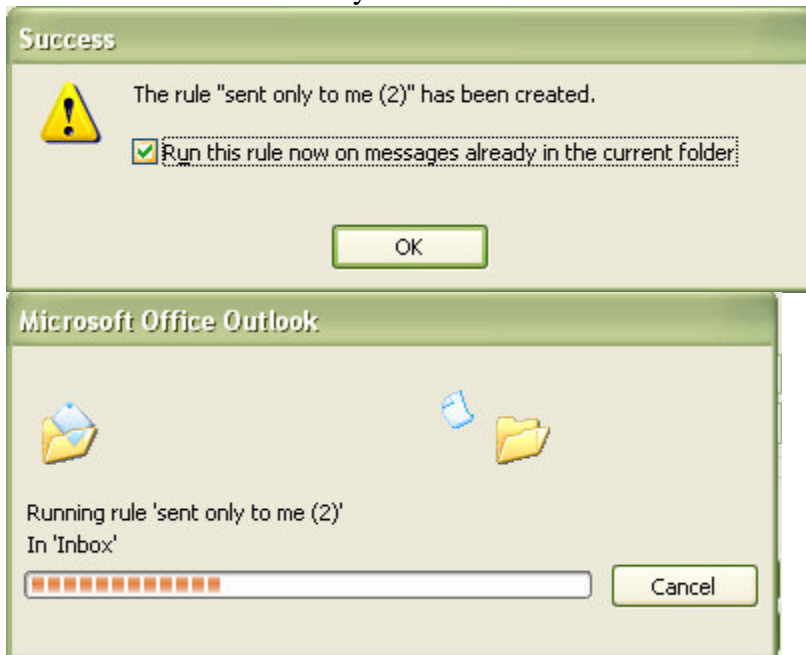 Success
The rule "sent only to me (2)" has been created.
Run this rule now on messages already in the current folder
OK
Microsoft Office Outlook
Running rule 'sent only to me (2)'
In 'Inbox'
Cancel